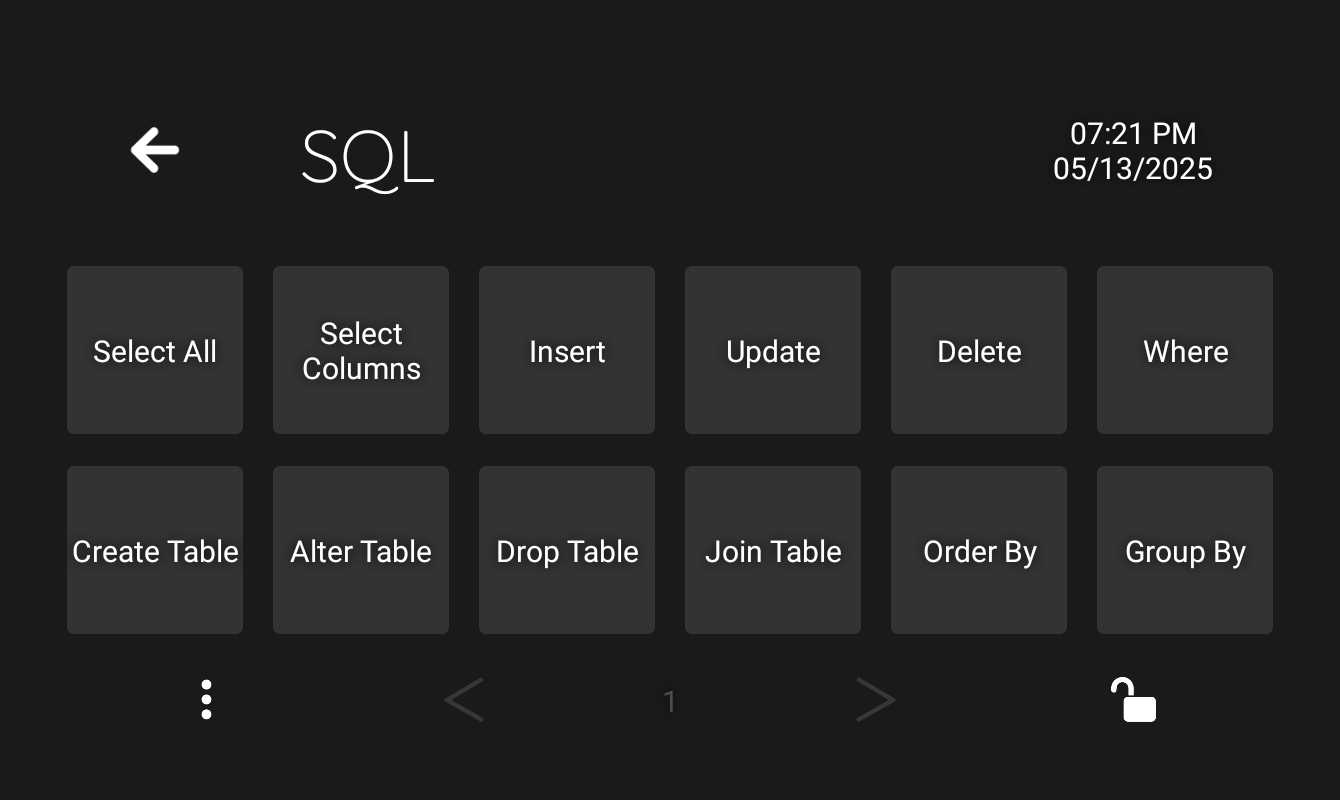 SQL
07:21 PM
05/13/2025
Select All
Select
Columns
Insert
Update
Delete
Where
Create Table
Alter Table
Drop Table
Join Table
Order By
Group By
1